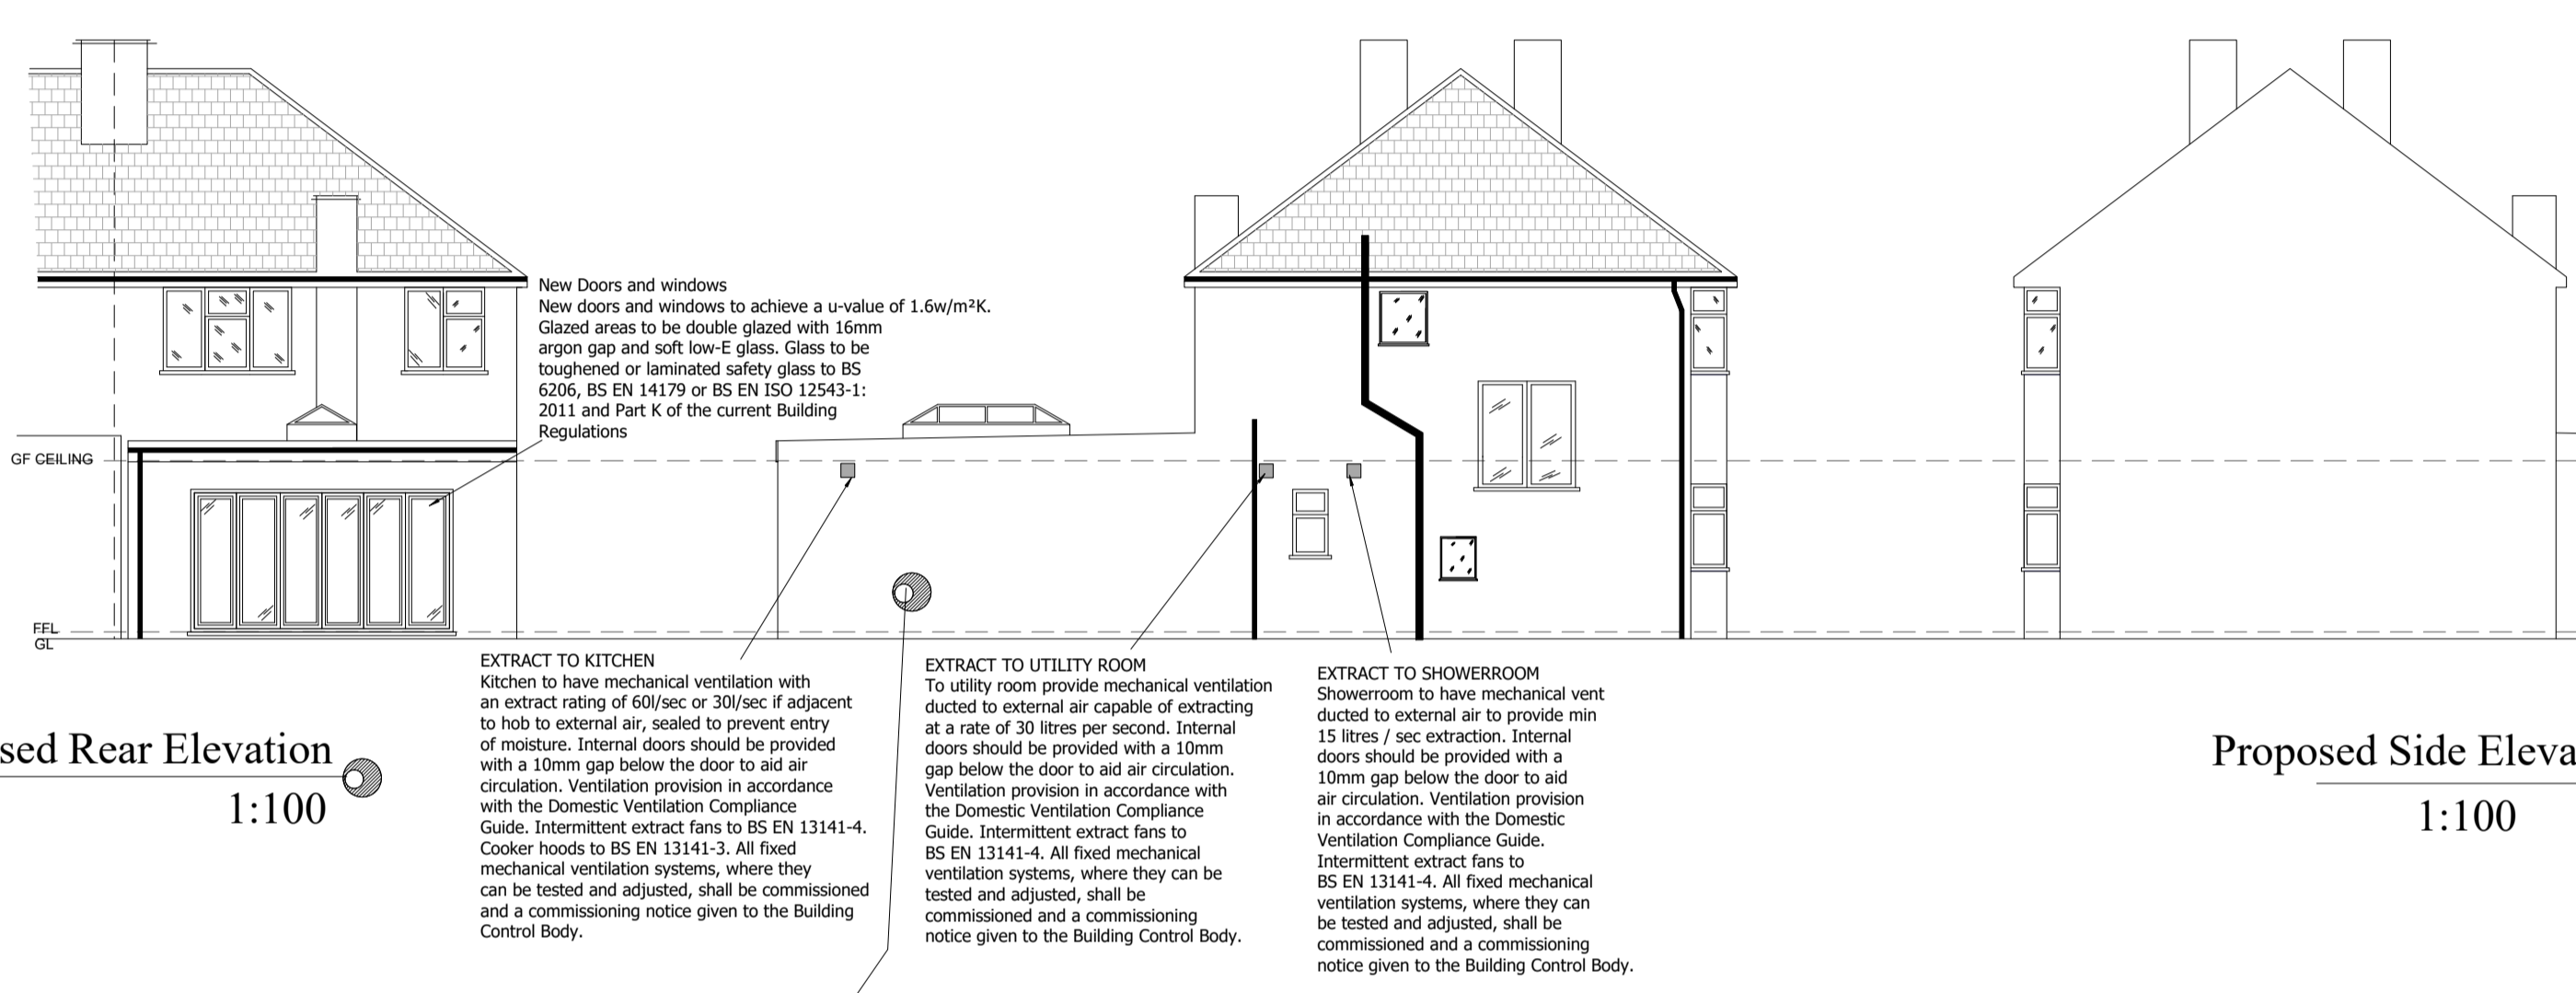 New Doors and windows
New doors and windows to achieve a u-value of 1.6w/m²K.
Glazed areas to be double glazed with 16mm
argon gap and soft low-E glass. Glass to be
toughened or laminated safety glass to BS
6206, BS EN 14179 or BS EN ISO 12543-1:
2011 and Part K of the current Building
Regulations
GF CEILING
FFL
GL
EXTRACT TO KITCHEN
Kitchen to have mechanical ventilation with
an extract rating of 60l/sec or 30l/sec if adjacent
to hob to external air, sealed to prevent entry
of moisture. Internal doors should be provided
with a 10mm gap below the door to aid air
circulation. Ventilation provision in accordance
with the Domestic Ventilation Compliance
Guide. Intermittent extract fans to BS EN 13141-4.
Cooker hoods to BS EN 13141-3. All fixed
mechanical ventilation systems, where they
can be tested and adjusted, shall be commissioned
and a commissioning notice given to the Building
Control Body.
EXTRACT TO UTILITY ROOM
To utility room provide mechanical ventilation
ducted to external air capable of extracting
at a rate of 30 litres per second. Internal
doors should be provided with a 10mm
gap below the door to aid air circulation.
Ventilation provision in accordance with
the Domestic Ventilation Compliance
Guide. Intermittent extract fans to
BS EN 13141-4. All fixed mechanical
ventilation systems, where they can be
tested and adjusted, shall be
commissioned and a commissioning
notice given to the Building Control Body.
EXTRACT TO SHOWERROOM
Showerroom to have mechanical vent
ducted to external air to provide min
15 litres / sec extraction. Internal
doors should be provided with a
10mm gap below the door to aid
air circulation. Ventilation provision
in accordance with the Domestic
Ventilation Compliance Guide.
Intermittent extract fans to
BS EN 13141-4. All fixed mechanical
ventilation systems, where they can
be tested and adjusted, shall be
commissioned and a commissioning
notice given to the Building Control Body.
sed Rear Elevation
1:100
Proposed Side Eleva
1:100